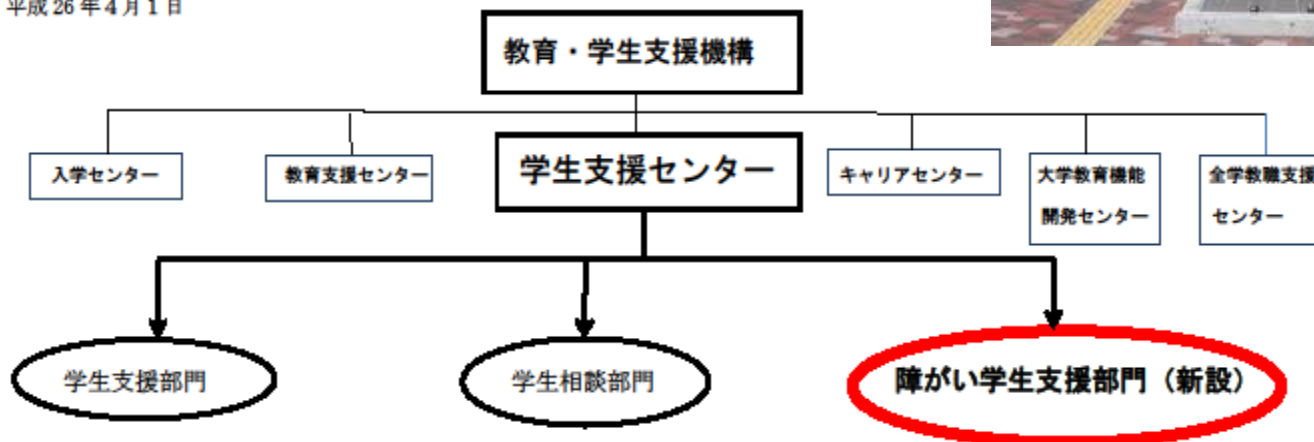 平成26年4月1日
教育・学生支援機構
入学センター
教育支援センター
学生支援センター
キャリアセンター
大学教育機能
開発センター
全学教職支援
センター
学生支援部門
学生相談部門
障がい学生支援部門（新設）